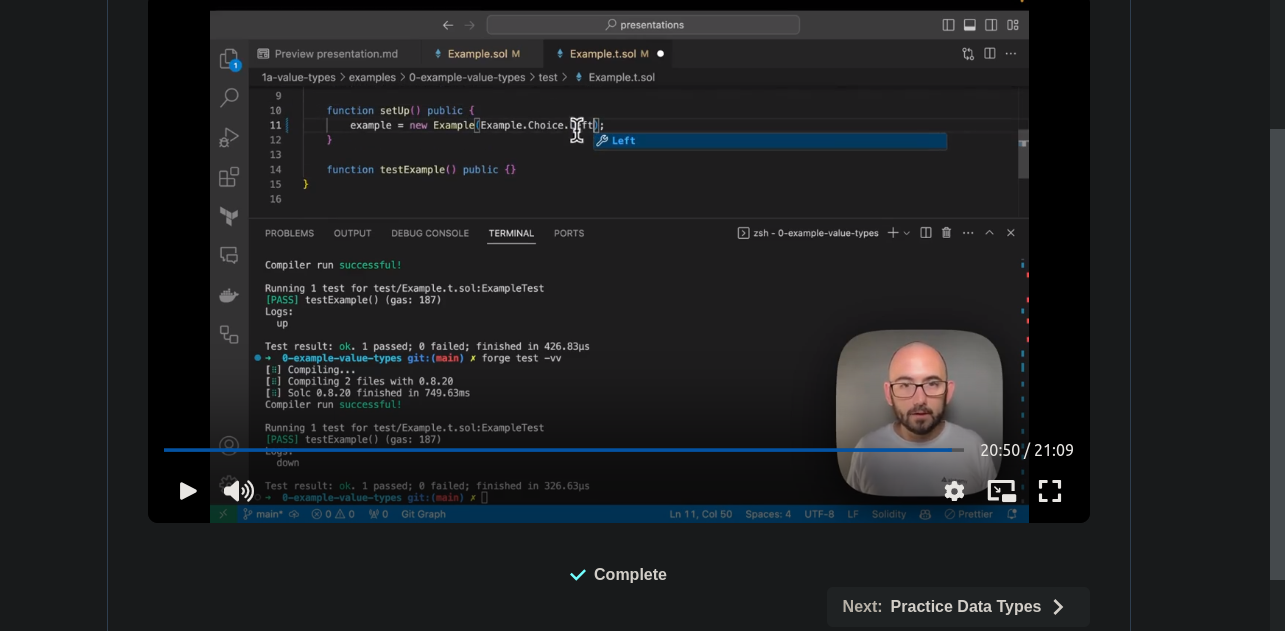 presentations
Preview presentation.md
Example.sol M
Example.t.sol M
1a-value-types > examples > 0-example-value-types > test > Example.t.sol
9
10 function setUp() public {
11 example = new Example(Example.Choice.Left);
Left
12 }
13
14 function testExample() public {}
15 }
16
1
PROBLEMS OUTPUT DEBUG CONSOLE TERMINAL PORTS
zsh - 0-example-value-types
Compiler run successful!
Running 1 test for test/Example.t.sol:ExampleTest
[PASS] testExample() (gas: 187)
Logs:
up
Test result: ok. 1 passed; 0 failed; finished in 426.83µs
0-example-value-types git:(main) ✗ forge test -vv
[⠃] Compiling...
[⠃] Compiling 2 files with 0.8.20
[⠃] Solc 0.8.20 finished in 749.63ms
Compiler run successful!
Running 1 test for test/Example.t.sol:ExampleTest
[PASS] testExample() (gas: 187)
Logs:
down
Test result: ok. 1 passed; 0 failed; finished in 326.63µs
0-example-value-types git:(main) ✗
20:50 / 21:09
main* 0 0 0 Git Graph
Ln 11, Col 50 Spaces: 4 UTF-8 LF Solidity Prettier
Complete
Next: Practice Data Types